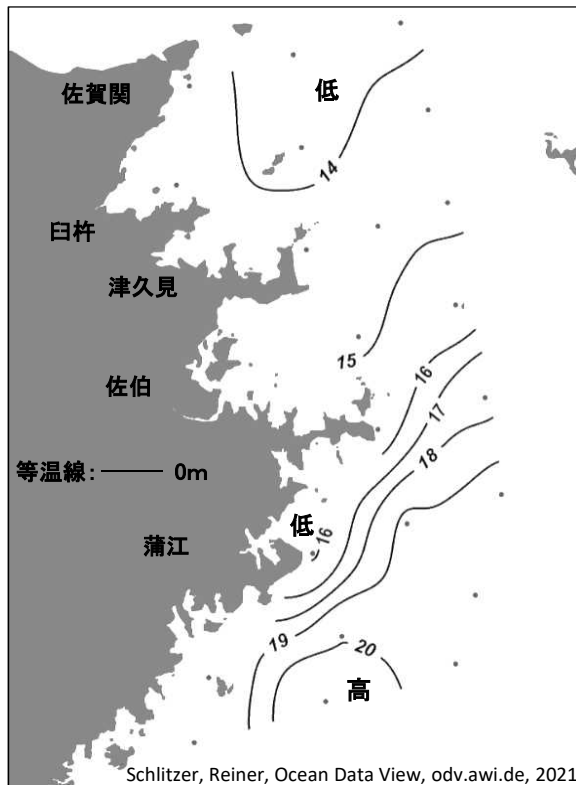 佐賀関
低
14
臼杵
津久見
15
佐伯
16
17
18
等温線: 0m
低
16
蒲江
19
20
高
Schlitzer, Reiner, Ocean Data View, odv.awi.de, 2021